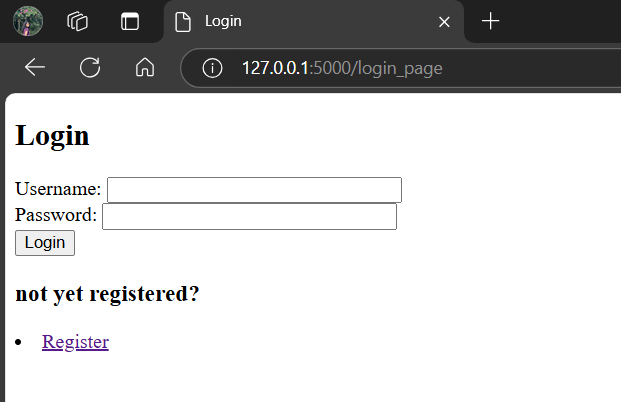 Login
127.0.0.1:5000/login_page
Login
Username:
Password:
Login
not yet registered?
Register